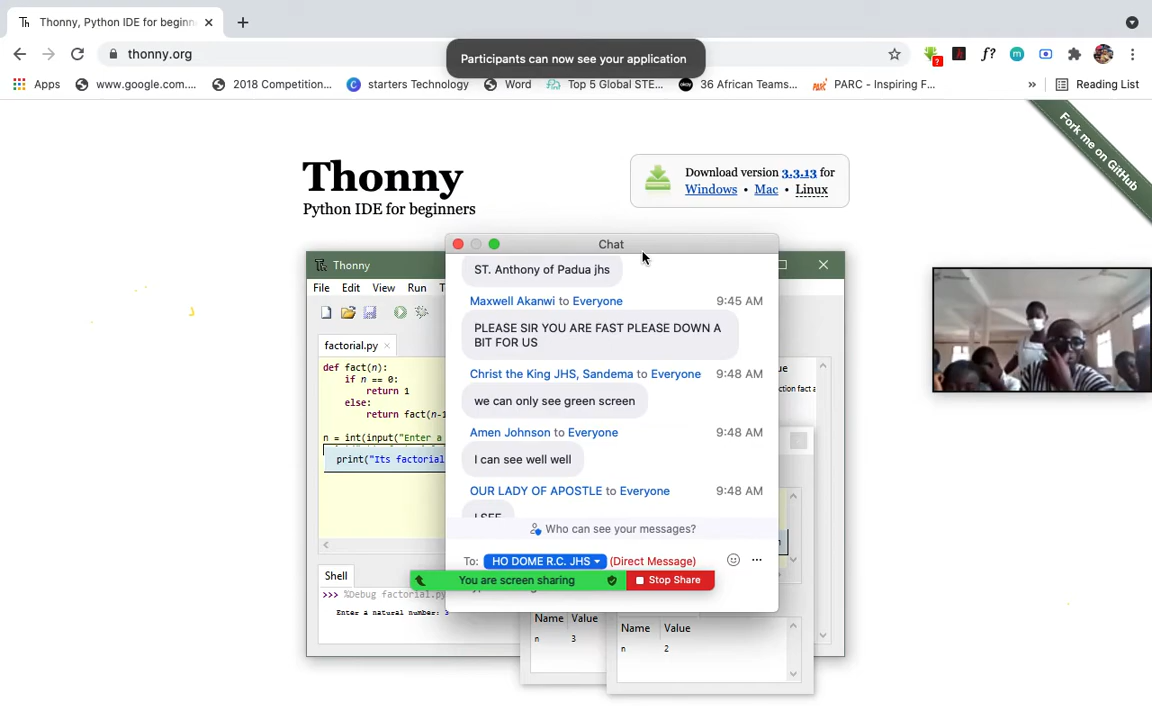 Thonny, Python IDE for beginn
thonny.org
Participants can now see your application
Apps
www.google.com....
2018 Competition...
starters Technology
Word
Top 5 Global STE...
36 African Teams...
PARC - Inspiring F...
»
Reading List
Fork me on GitHub
Thonny
Python IDE for beginners
Download version 3.3.13 for
Windows • Mac • Linux
Chat
ST. Anthony of Padua jhs
Maxwell Akanwi to Everyone 9:45 AM
PLEASE SIR YOU ARE FAST PLEASE DOWN A
BIT FOR US
Christ the King JHS, Sandema to Everyone 9:48 AM
we can only see green screen
Amen Johnson to Everyone 9:48 AM
I can see well well
OUR LADY OF APOSTLE to Everyone 9:48 AM
I SEE
Who can see your messages?
To: HO DOME R.C. JHS (Direct Message)
You are screen sharing
Stop Share
Thonny
File Edit View Run
factorial.py
def fact(n):
if n == 0:
return 1
else:
return fact(n-1
n = int(input("Enter a
print("Its factorial
Shell
>>> %Debug factorial.py
Enter a natural number: 3
Name Value
n 3
Name Value
n 2